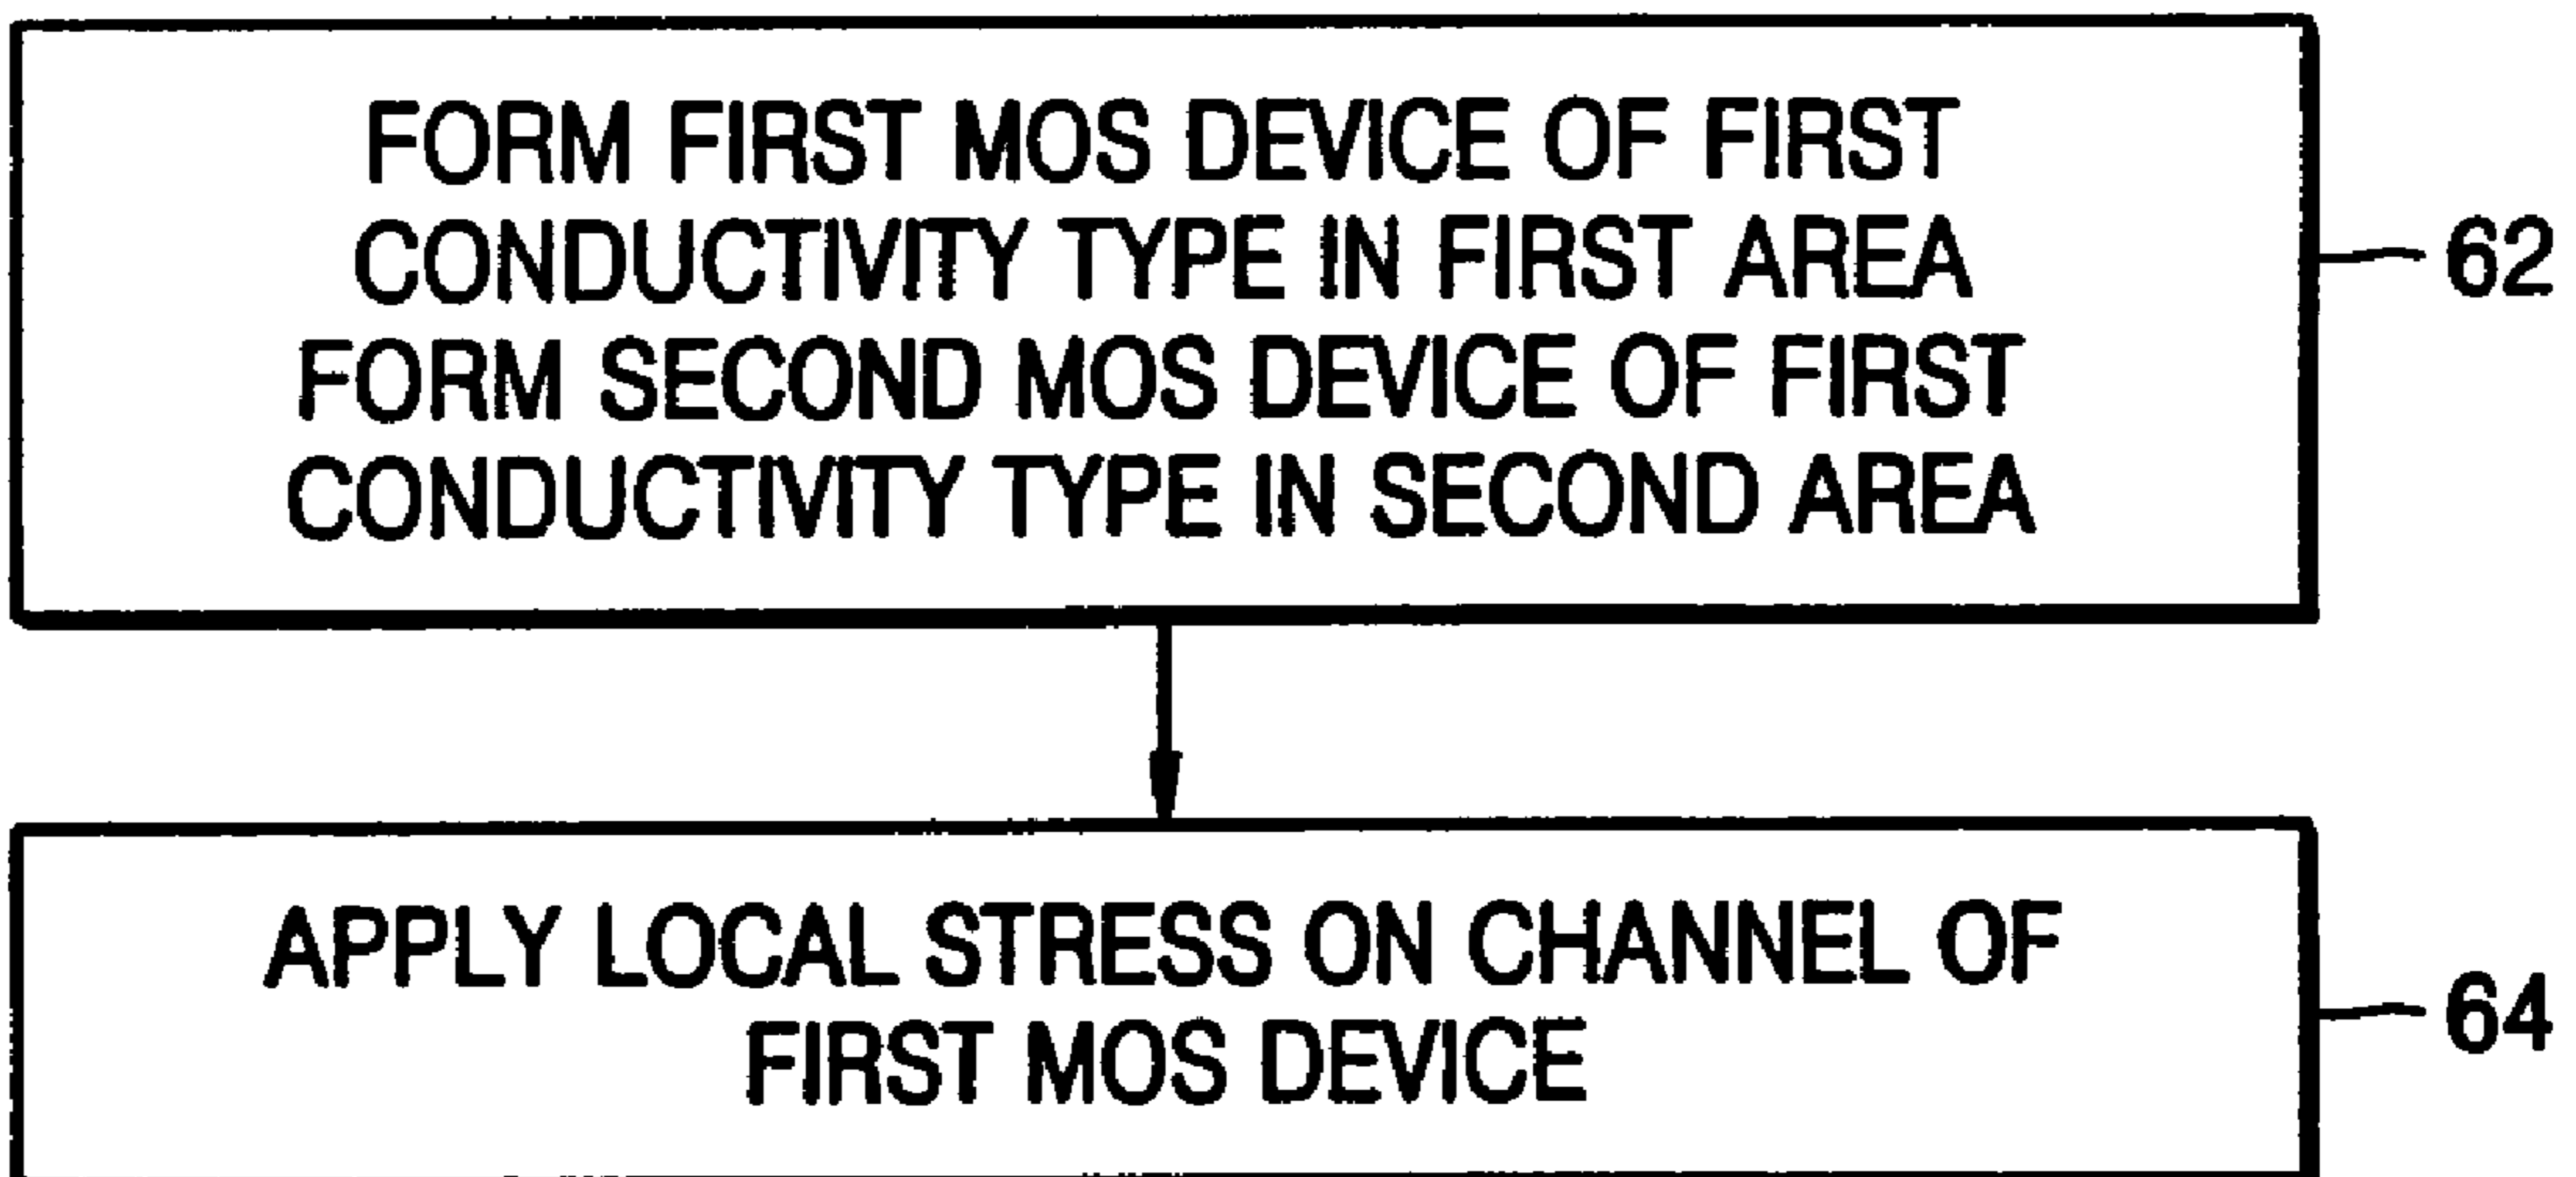 FORM FIRST MOS DEVICE OF FIRST
CONDUCTIVITY TYPE IN FIRST AREA
FORM SECOND MOS DEVICE OF FIRST
CONDUCTIVITY TYPE IN SECOND AREA
62
APPLY LOCAL STRESS ON CHANNEL OF
FIRST MOS DEVICE
64